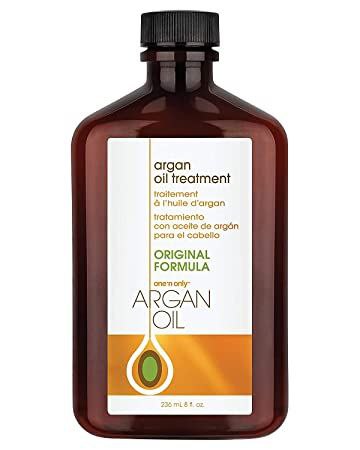 argan
oil treatment
traitement
à l'huile d'argan
tratamiento
con aceite de argán
para el cabello
ORIGINAL
FORMULA
one 'n only™
ARGAN
OIL
236 mL 8 fl. oz.